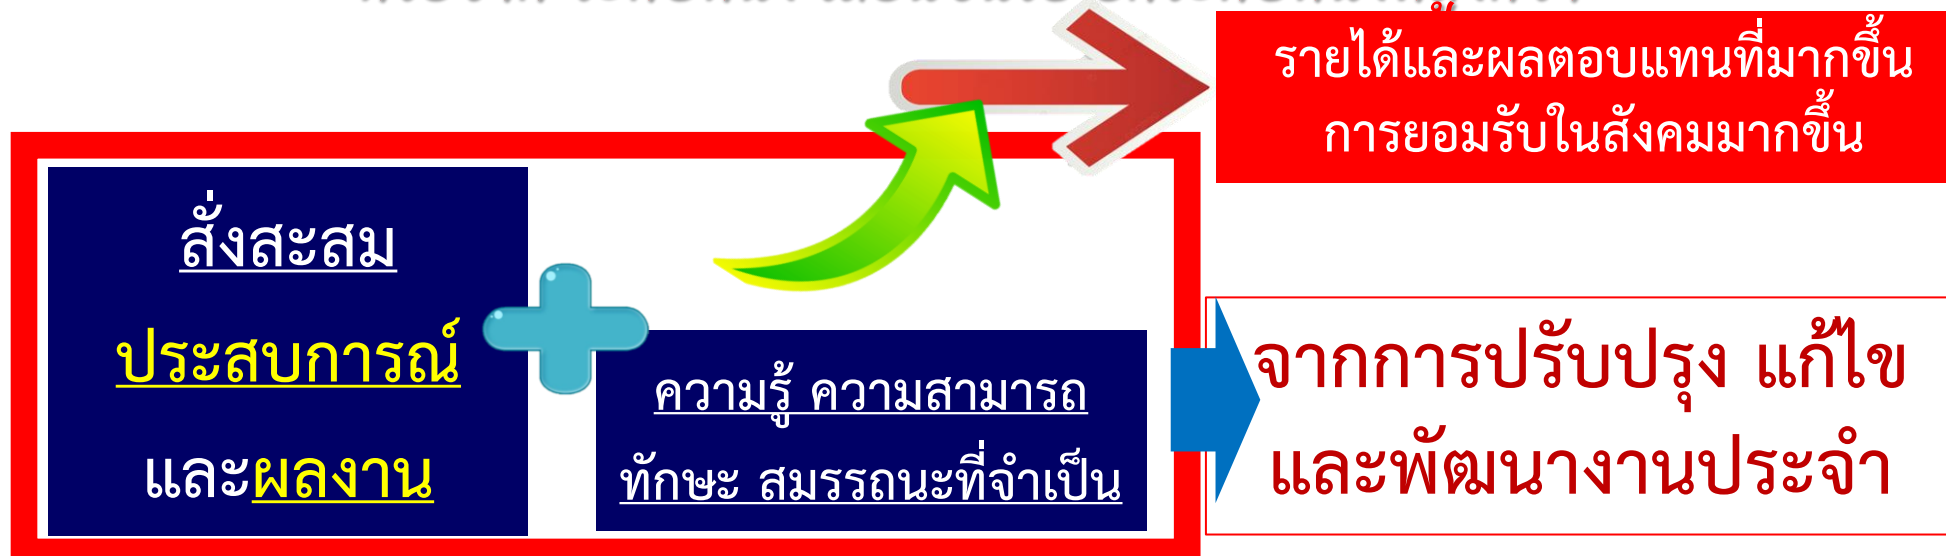 รายได้และผลตอบแทนที่มากขึ้น
การยอมรับในสังคมมากขึ้น
สั่งสะสม
ประสบการณ์
และผลงาน
ความรู้ ความสามารถ
ทักษะ สมรรถนะที่จำเป็น
จากการปรับปรุง แก้ไข
และพัฒนางานประจำ